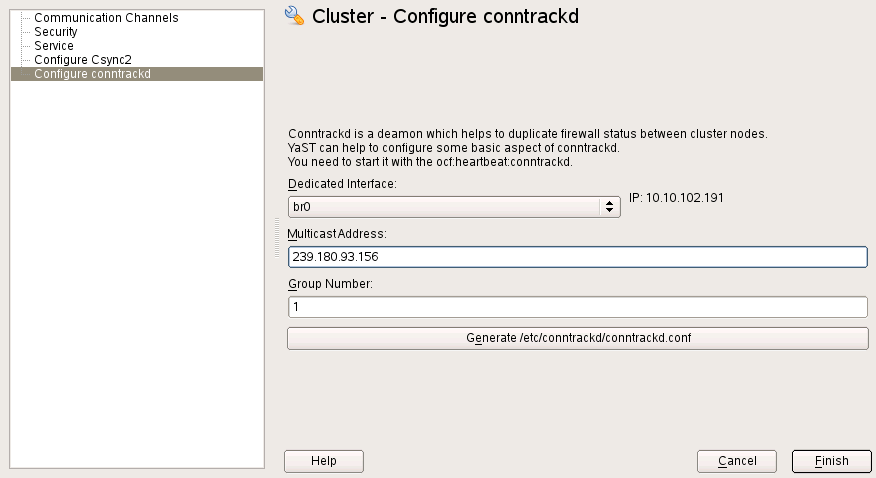 Communication Channels
Security
Service
Configure Csync2
Configure conntrackd
Cluster - Configure conntrackd
Conntrackd is a deamon which helps to duplicate firewall status between cluster nodes.
YaST can help to configure some basic aspect of conntrackd.
You need to start it with the ocf:heartbeat:conntrackd.
Dedicated Interface:
br0
IP: 10.10.102.191
Multicast Address:
239.180.93.156
Group Number:
1
Generate /etc/conntrackd/conntrackd.conf
Help
Cancel
Finish